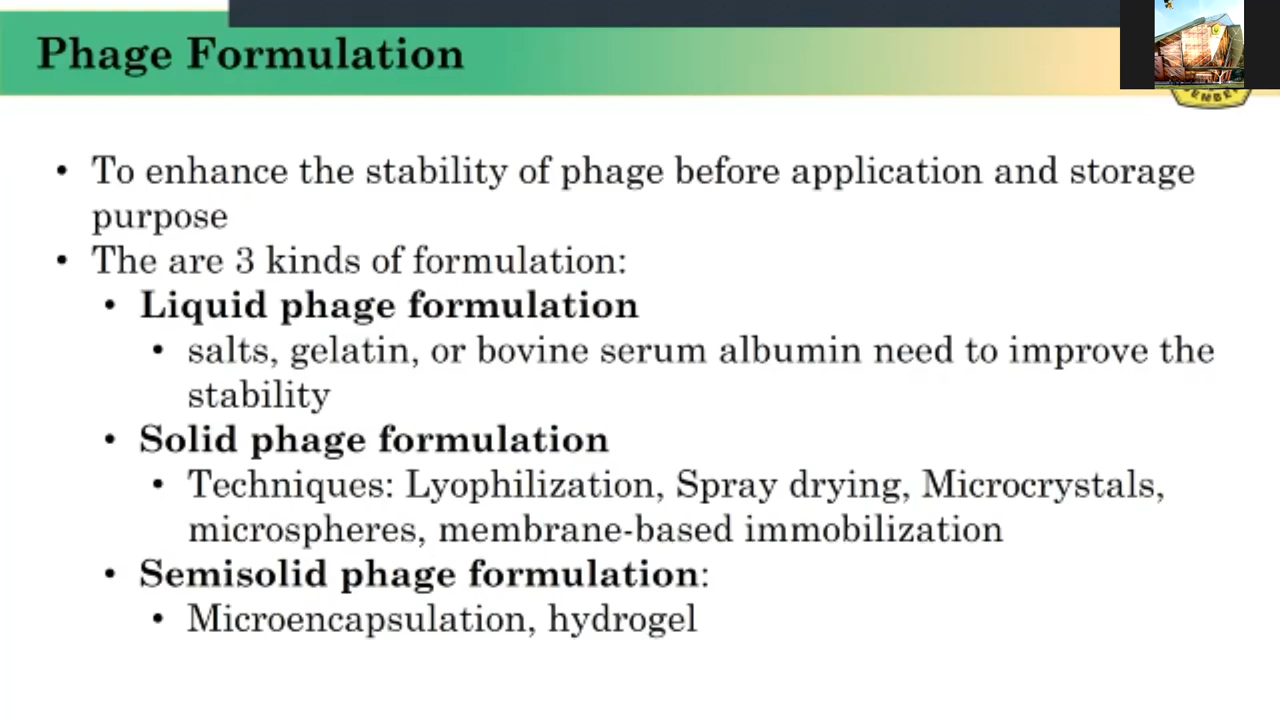 Phage Formulation
• To enhance the stability of phage before application and storage
purpose
• The are 3 kinds of formulation:
• Liquid phage formulation
• salts, gelatin, or bovine serum albumin need to improve the
stability
• Solid phage formulation
• Techniques: Lyophilization, Spray drying, Microcrystals,
microspheres, membrane-based immobilization
• Semisolid phage formulation:
• Microencapsulation, hydrogel